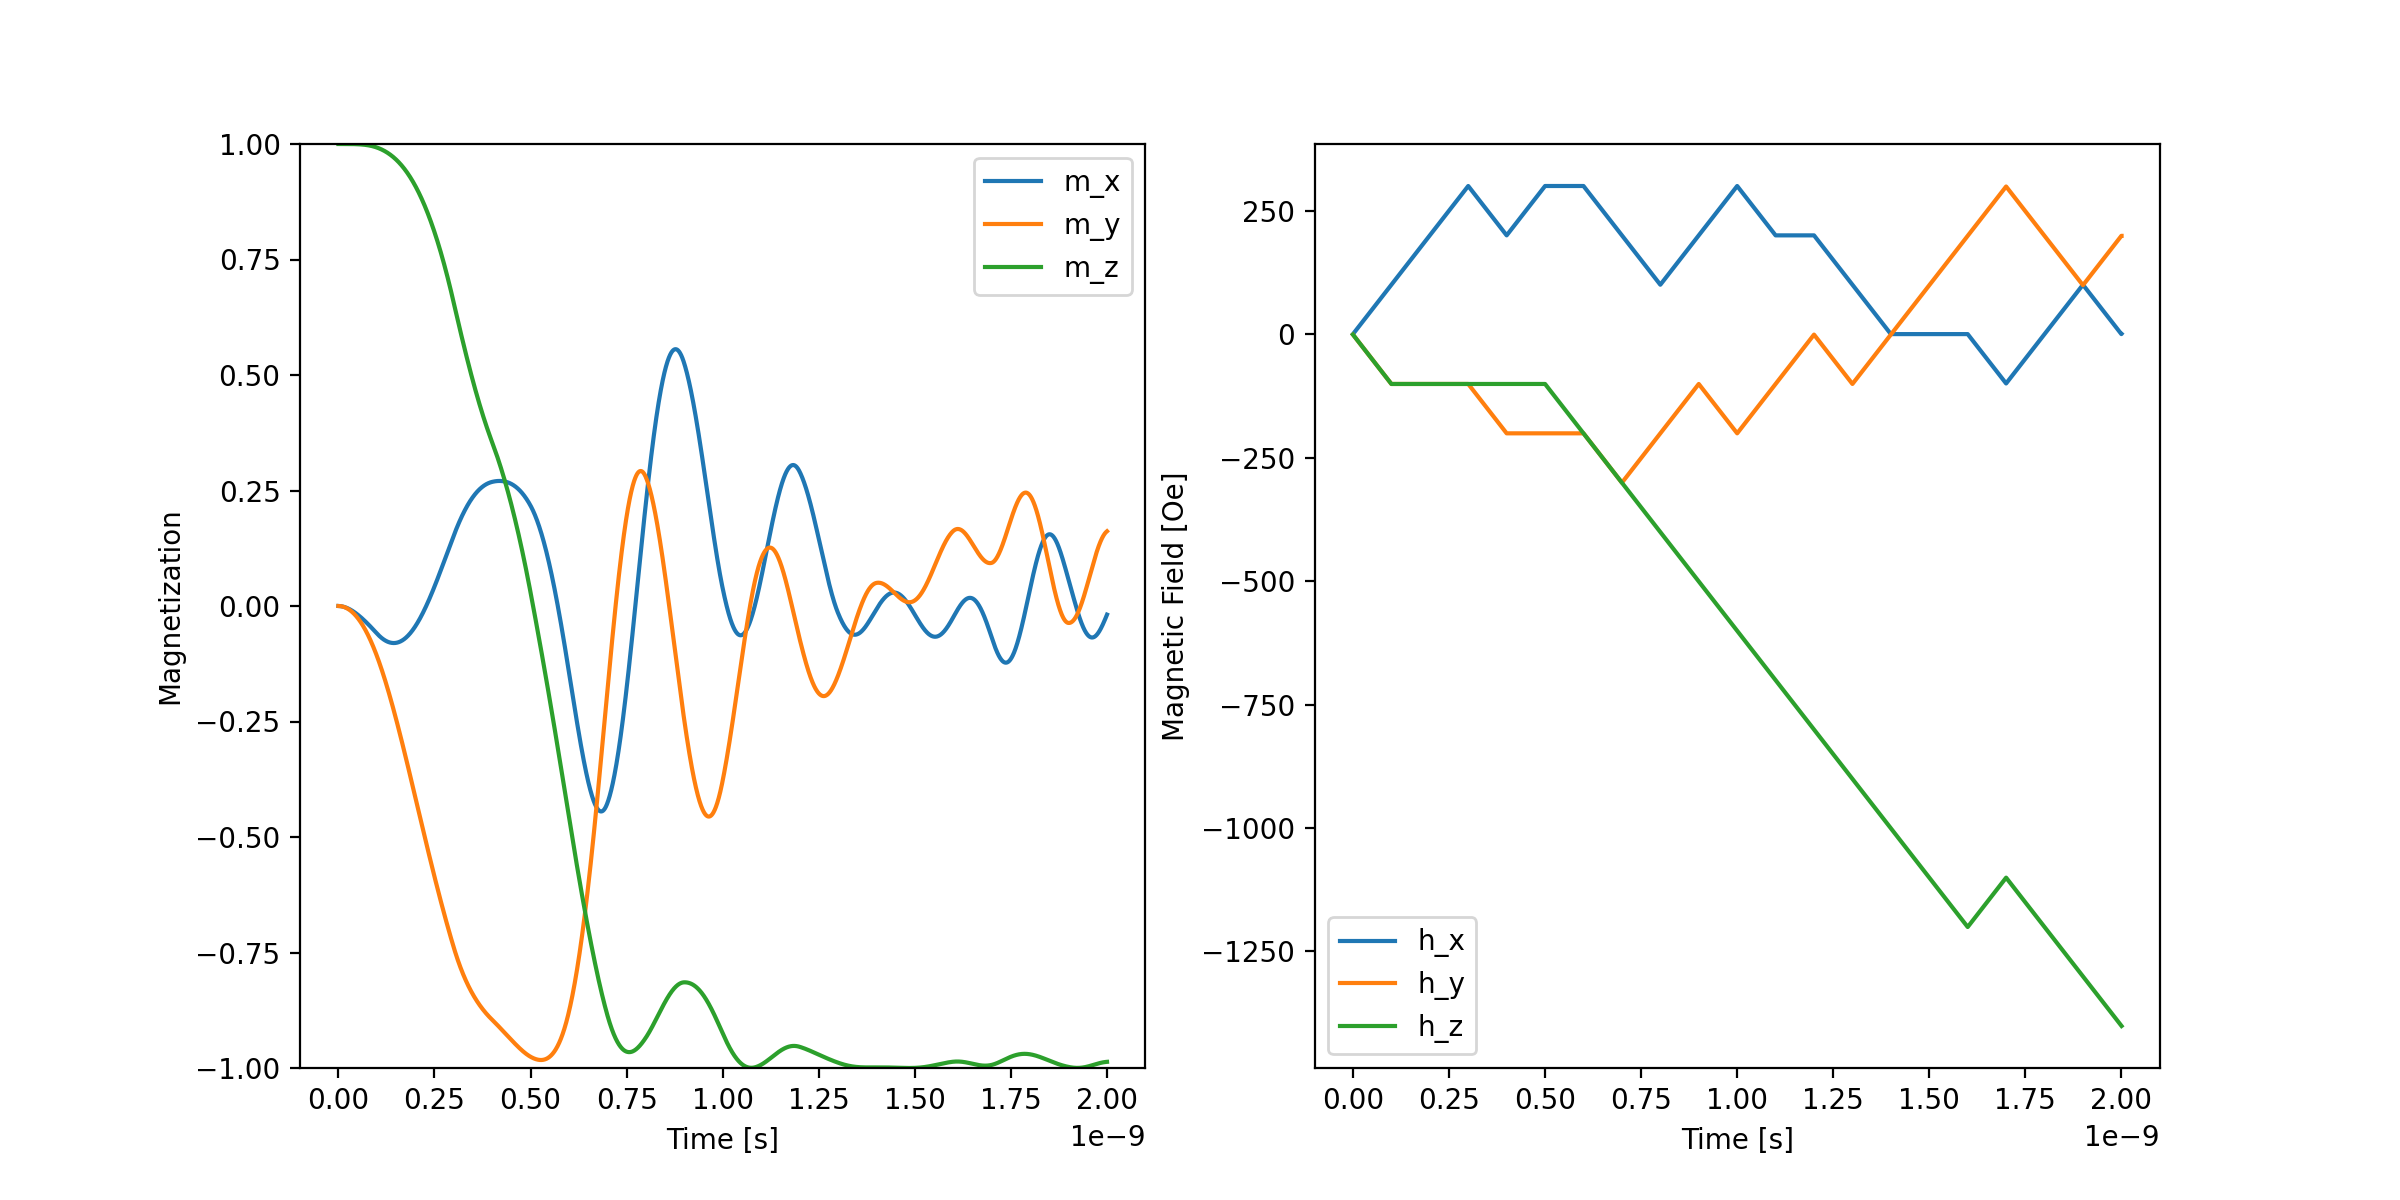 Magnetization
1.00
0.75
0.50
0.25
0.00
−0.25
−0.50
−0.75
−1.00
m_x
m_y
m_z
0.00 0.25 0.50 0.75 1.00 1.25 1.50 1.75 2.00
Time [s]
1e−9
Magnetic Field [Oe]
250
0
−250
−500
−750
−1000
−1250
h_x
h_y
h_z
0.00 0.25 0.50 0.75 1.00 1.25 1.50 1.75 2.00
Time [s]
1e−9